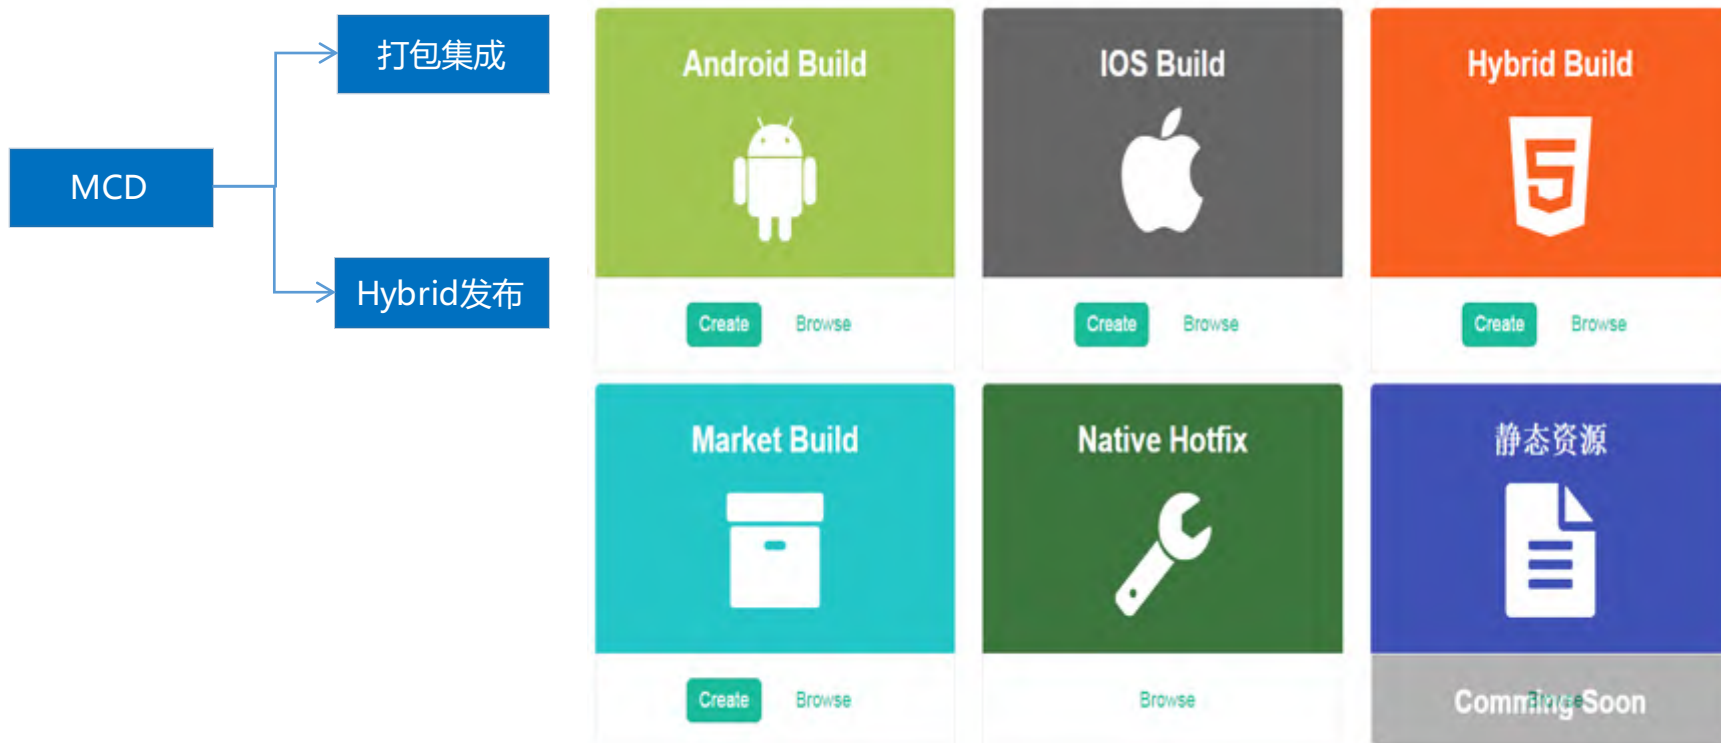 打包集成
MCD
Hybrid发布
Android Build
IOS Build
Hybrid Build
Create
Browse
Create
Browse
Create
Browse
Market Build
Native Hotfix
静态资源
Create
Browse
Browse
Browse
Comming Soon